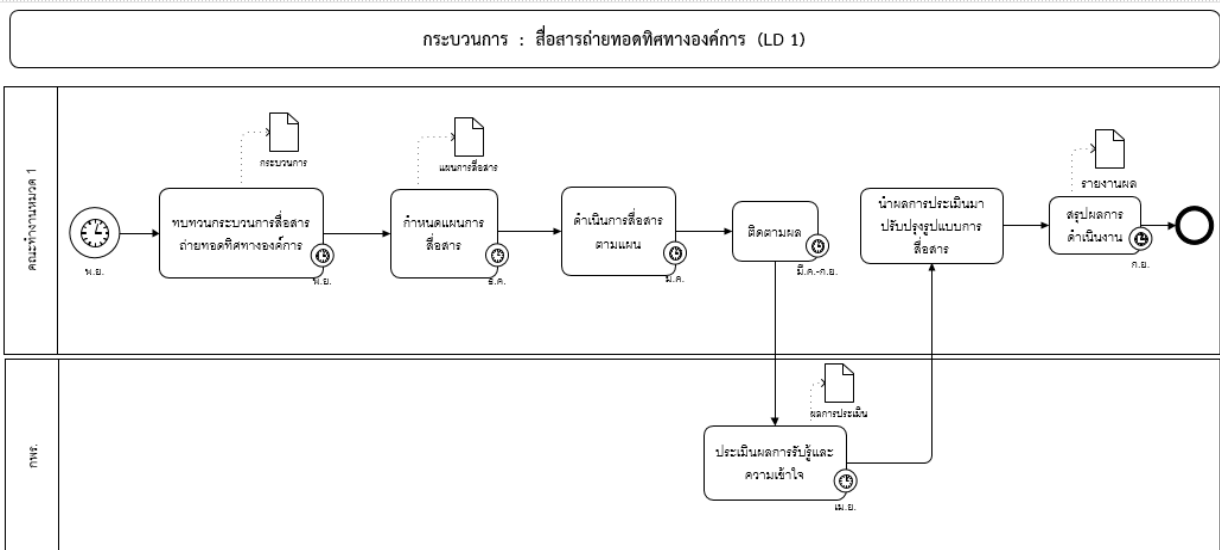 กระบวนการ : สื่อสารถ่ายทอดทิศทางองค์การ (LD 1)
คณะทำงานหมวด 1
พ.ย.
กระบวนการ
ทบทวนกระบวนการสื่อสาร
ถ่ายทอดทิศทางองค์การ
พ.ย.
แผนการสื่อสาร
กำหนดแผนการ
สื่อสาร
ธ.ค.
ดำเนินการสื่อสาร
ตามแผน
มี.ค.
ติดตามผล
มี.ค.-ก.ย.
นำผลการประเมินมา
ปรับปรุงรูปแบบการ
สื่อสาร
รายงานผล
สรุปผลการ
ดำเนินงาน
ก.ย.
กพร.
ผลการประเมิน
ประเมินผลการรับรู้และ
ความเข้าใจ
เม.ย.